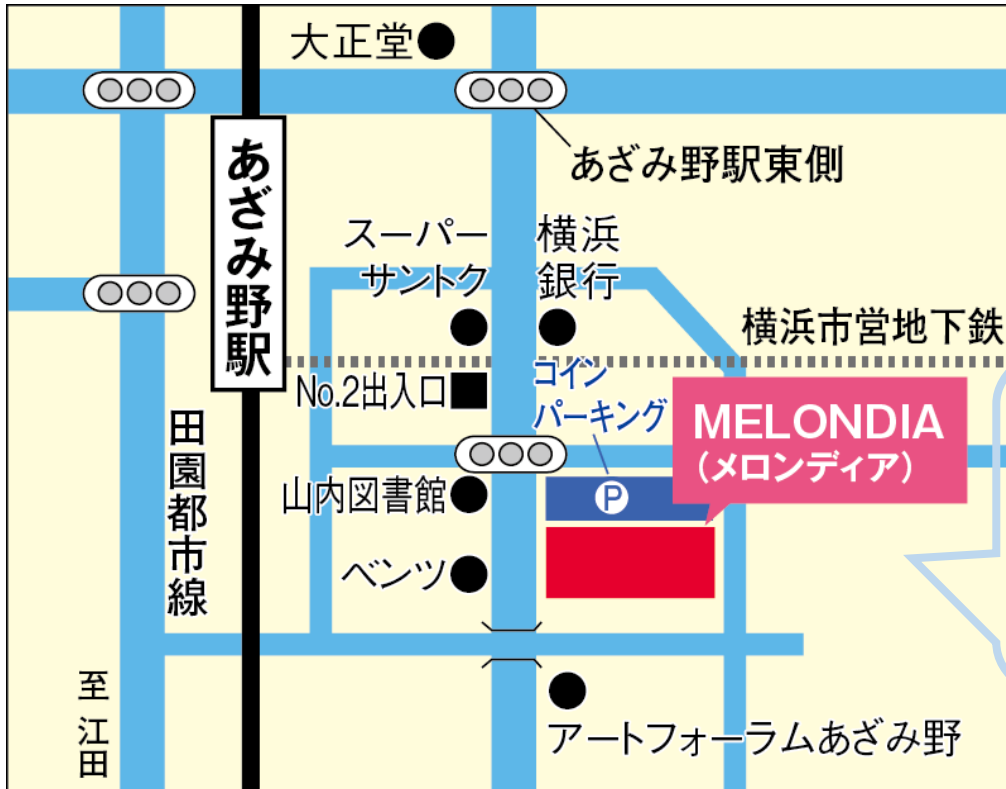 大正堂
あざみ野駅東側
あざみ野駅
スーパー
サントク
横浜
銀行
横浜市営地下鉄
No.2出入口
コイン
パーキング
MELONDIA
(メロンディア)
田園都市線
山内図書館
P
ベンツ
至 江田
アートフォーラムあざみ野